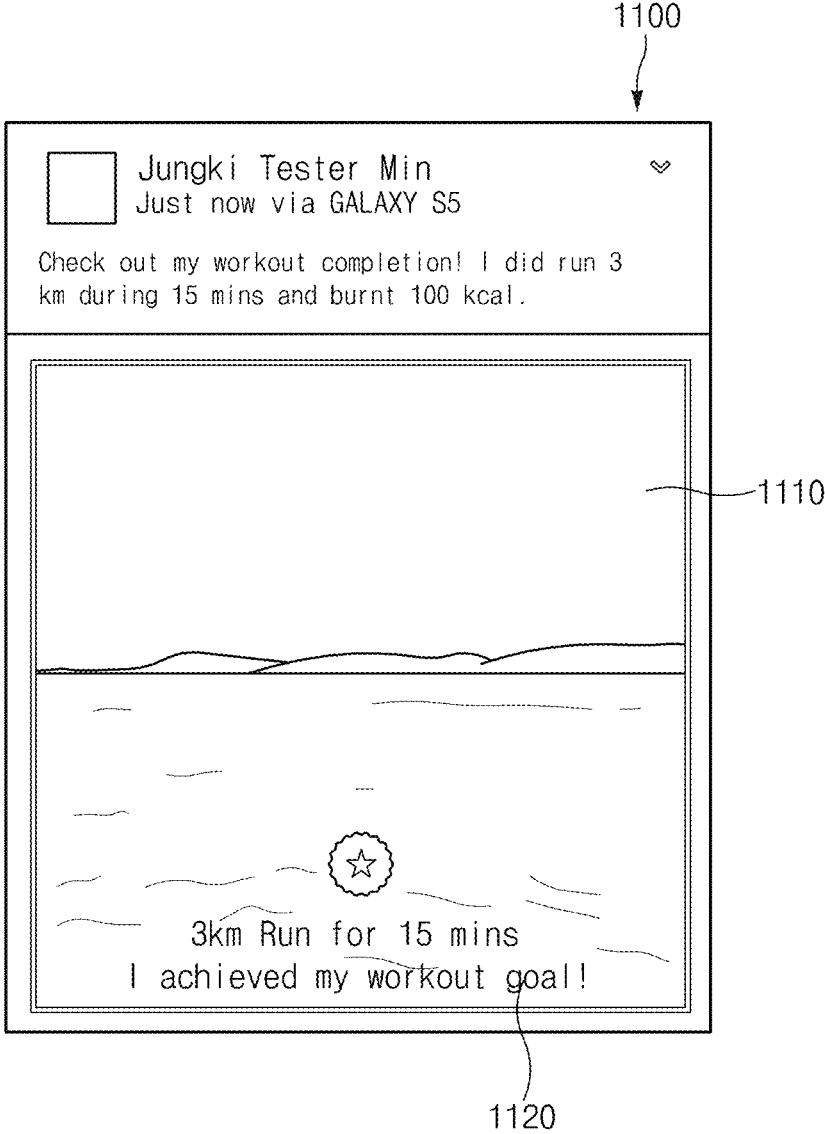 1100
Jungki Tester Min
Just now via GALAXY S5
Check out my workout completion! I did run 3
km during 15 mins and burnt 100 kcal.
1110
3km Run for 15 mins
I achieved my workout goal!
1120